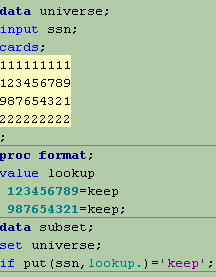 data universe;
input ssn;
cards;
111111111
123456789
987654321
222222222
;
proc format;
value lookup
123456789=keep
987654321=keep;
data subset;
set universe;
if put(ssn,lookup.)='keep';